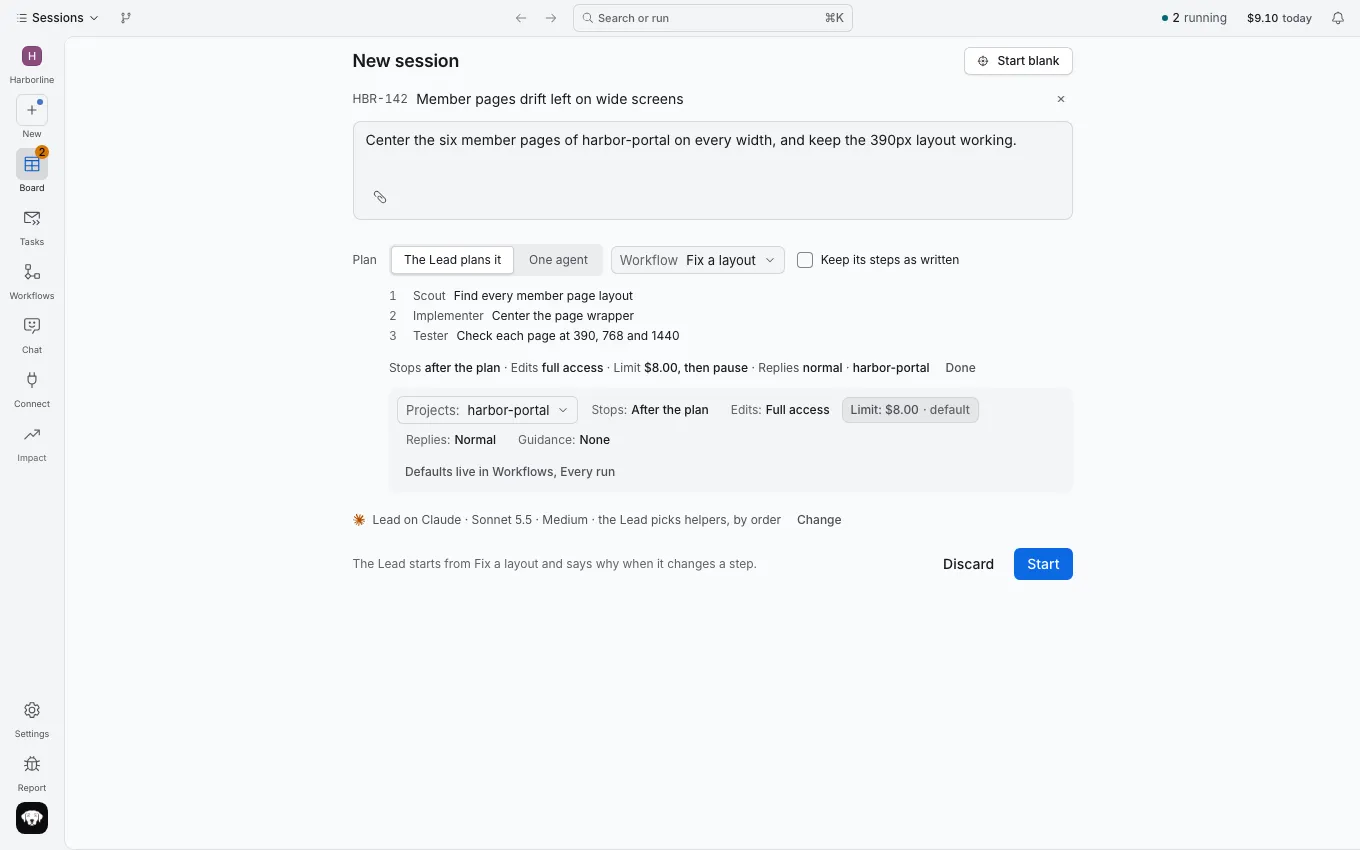 Sessions
Search or run ⌘K
2 running $9.10 today
H
Harborline
New
2
Board
Tasks
Workflows
Chat
Connect
Impact
Settings
Report
New session
Start blank
HBR-142 Member pages drift left on wide screens
Center the six member pages of harbor-portal on every width, and keep the 390px layout working.
Plan The Lead plans it One agent Workflow Fix a layout Keep its steps as written
1 Scout Find every member page layout
2 Implementer Center the page wrapper
3 Tester Check each page at 390, 768 and 1440
Stops after the plan · Edits full access · Limit $8.00, then pause · Replies normal · harbor-portal Done
Projects: harbor-portal Stops: After the plan Edits: Full access Limit: $8.00 · default
Replies: Normal Guidance: None
Defaults live in Workflows, Every run
Lead on Claude · Sonnet 5.5 · Medium · the Lead picks helpers, by order Change
The Lead starts from Fix a layout and says why when it changes a step. Discard Start